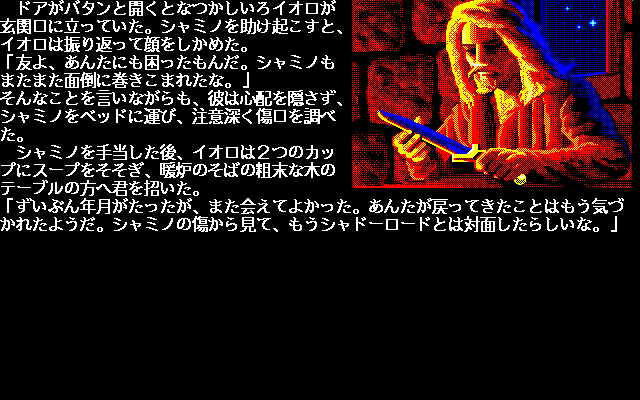 ドアがバタンと開くとなつかしいろイオロが
玄関口に立っていた。シャミノを助け起こすと、
イオロは振り返って顔をしかめた。
「友よ、あんたにも困ったもんだ。シャミノも
またまた面倒に巻きこまれたな。」
そんなことを言いながらも、彼は心配を隠さず、
シャミノをベッドに運び、注意深く傷口を調べ
た。
シャミノを手当した後、イオロは２つのカッ
プにスープをそそぎ、暖炉のそばの粗末な木の
テーブルの方へ君を招いた。
「ずいぶん年月がたったが、また会えてよかった。あんたが戻ってきたことはもう気づ
かれたようだ。シャミノの傷から見て、もうシャドーロードとは対面したらしいな。」